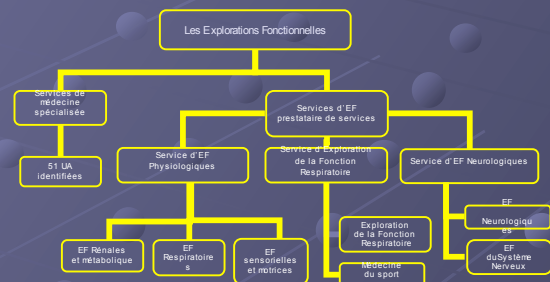 Les Explorations Fonctionnelles
Services de
médecine
spécialisée
Services d'EF
prestataire de services
51 UA
identifiées
Service d'EF
Physiologiques
Service d'Exploration
de la Fonction
Respiratoire
Service d'EF Neurologiques
EF Rénales
et métabolique
EF
Respiratoire
s
EF
sensorielles
et motrices
Exploration
de la Fonction
Respiratoire
Médecine
du sport
EF
Neurologiqu
es
EF
duSystème
Nerveux